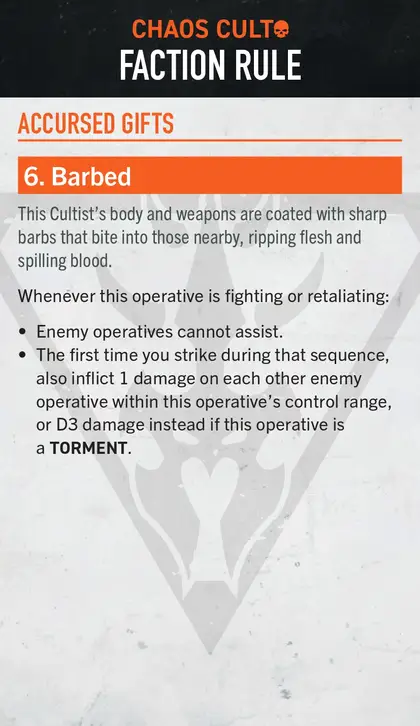 CHAOS CULT
FACTION RULE
ACCURSED GIFTS
6. Barbed
This Cultist's body and weapons are coated with sharp
barbs that bite into those nearby, ripping flesh and
spilling blood.
Whenever this operative is fighting or retaliating:
• Enemy operatives cannot assist.
• The first time you strike during that sequence,
also inflict 1 damage on each other enemy
operative within this operative's control range,
or D3 damage instead if this operative is
a TORMENT.